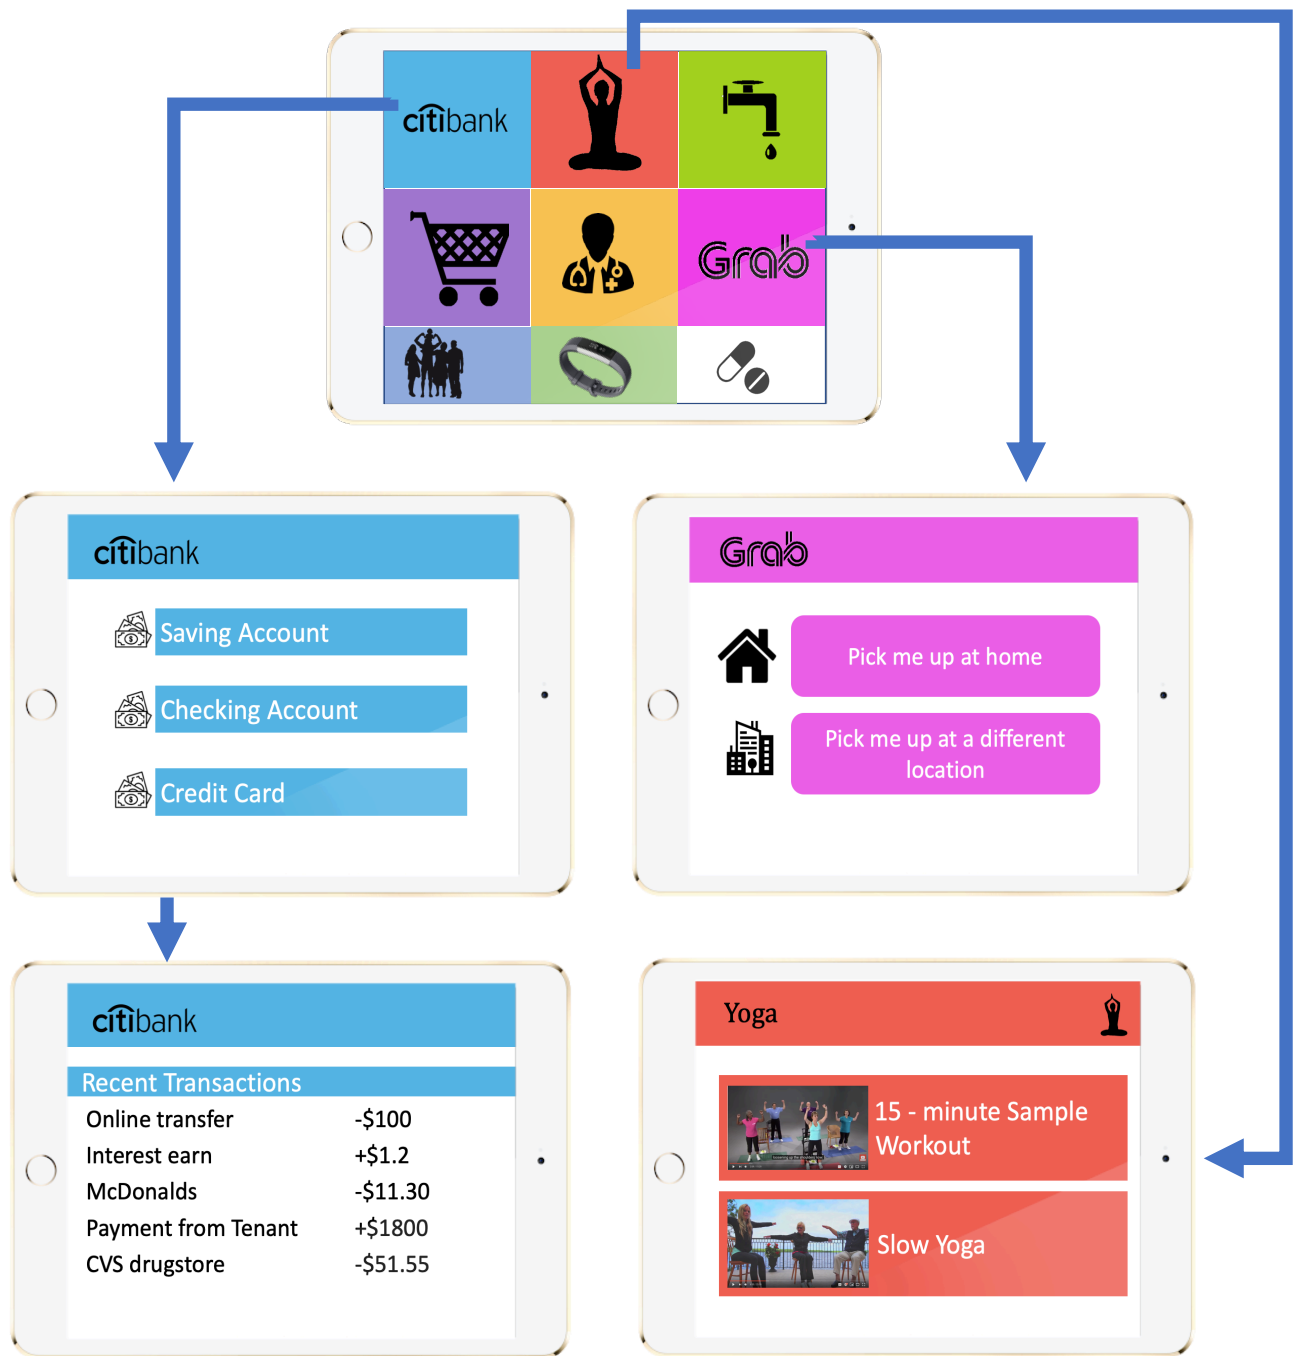 citibank
Grab
citibank
Saving Account
Checking Account
Credit Card
Grab
Pick me up at home
Pick me up at a different
location
citibank
Recent Transactions
Online transfer -$100
Interest earn +$1.2
McDonalds -$11.30
Payment from Tenant +$1800
CVS drugstore -$51.55
Yoga
15 - minute Sample
Workout
Slow Yoga